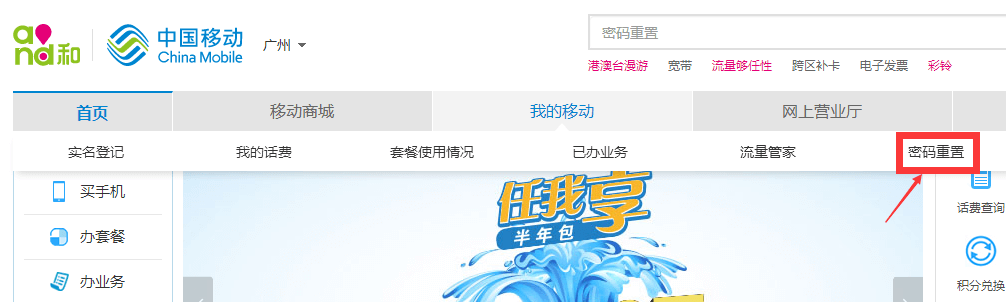 and和
中国移动
China Mobile
广州
密码重置
港澳台漫游 宽带 流量够任性 跨区补卡 电子发票 彩铃
首页 移动商城 我的移动 网上营业厅
实名登记 我的话费 套餐使用情况 已办业务 流量管家 密码重置
买手机
办套餐
办业务
任我享
半年包
话费查询
积分兑换